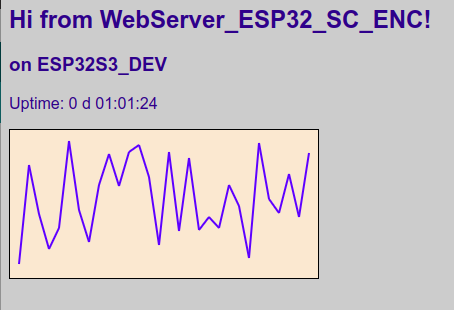 Hi from WebServer_ESP32_SC_ENC!
on ESP32S3_DEV
Uptime: 0 d 01:01:24